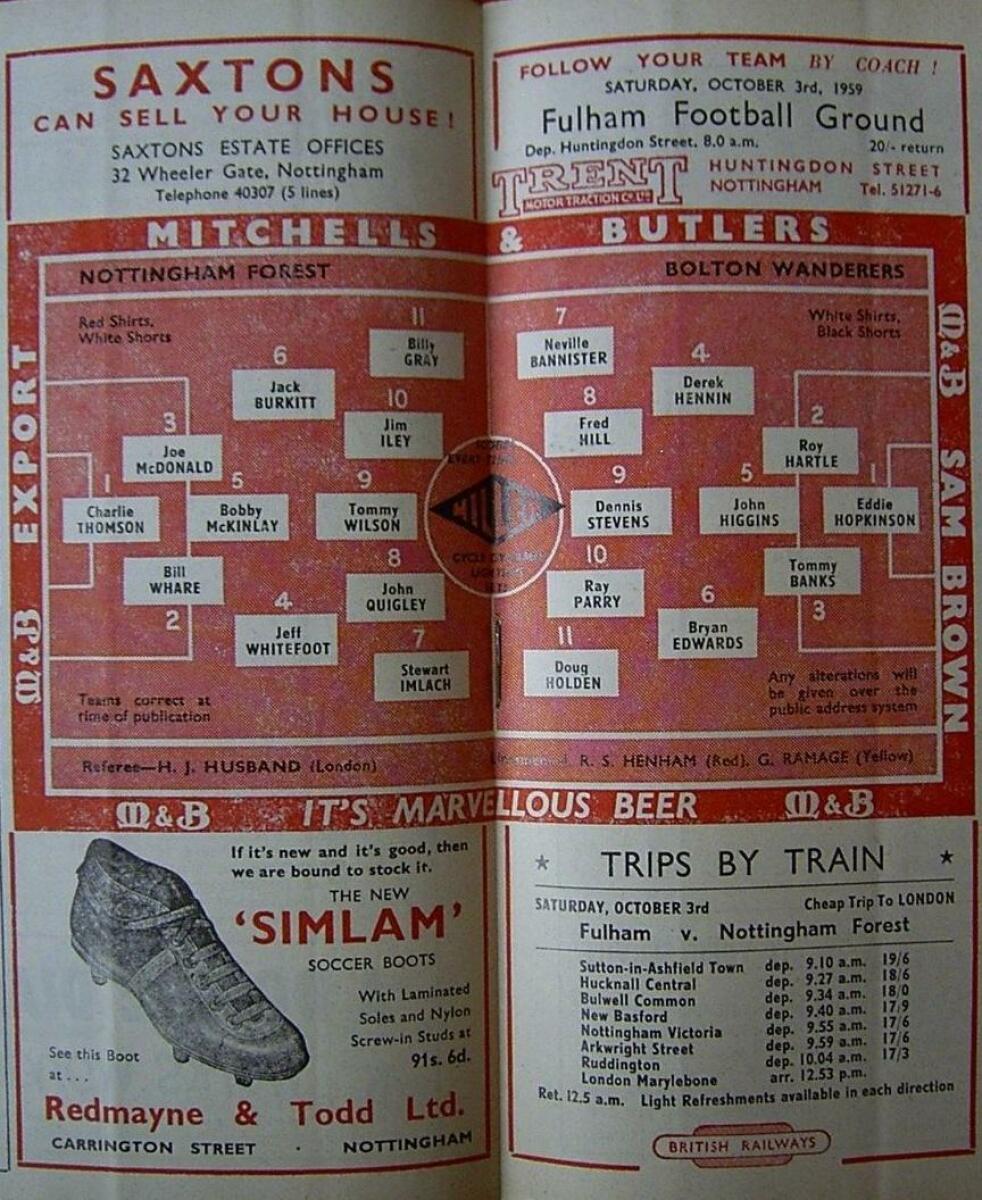 SAXTONS
CAN SELL YOUR HOUSE!
SAXTONS ESTATE OFFICES
32 Wheeler Gate, Nottingham
Telephone 40307 (5 lines)
FOLLOW YOUR TEAM BY COACH!
SATURDAY, OCTOBER 3rd, 1959
Fulham Football Ground
Dep. Huntingdon Street. 8.0 a.m. 20/- return
TRENT
MOTOR TRACTION CO LTD
HUNTINGDON STREET
NOTTINGHAM Tel. 51271-6
MITCHELLS & BUTLERS
M&B EXPORT
M&B SAM BROWN
NOTTINGHAM FOREST
Red Shirts,
White Shorts
11
Billy
GRAY
6
Jack
BURKITT
10
Jim
ILEY
3
Joe
McDONALD
1
Charlie
THOMSON
5
Bobby
McKINLAY
9
Tommy
WILSON
Bill
WHARE
2
8
John
QUIGLEY
4
Jeff
WHITEFOOT
7
Stewart
IMLACH
Teams correct at
time of publication
Referee—H. J. HUSBAND (London)
MILLER
CYCLE
BOLTON WANDERERS
White Shirts,
Black Shorts
7
Neville
BANNISTER
4
Derek
HENNIN
8
Fred
HILL
2
Roy
HARTLE
9
Dennis
STEVENS
5
John
HIGGINS
1
Eddie
HOPKINSON
10
Ray
PARRY
Tommy
BANKS
3
6
Bryan
EDWARDS
11
Doug
HOLDEN
Any alterations will
be given over the
public address system
R. S. HENHAM (Red). G. RAMAGE (Yellow)
M&B IT'S MARVELLOUS BEER M&B
If it's new and it's good, then
we are bound to stock it.
THE NEW
'SIMLAM'
SOCCER BOOTS
With Laminated
Soles and Nylon
Screw-in Studs at
91s. 6d.
See this Boot
at...
Redmayne & Todd Ltd.
CARRINGTON STREET · NOTTINGHAM
★ TRIPS BY TRAIN ★
SATURDAY, OCTOBER 3rd Cheap Trip To LONDON
Fulham v. Nottingham Forest
Sutton-in-Ashfield Town dep. 9.10 a.m. 19/6
Hucknall Central dep. 9.27 a.m. 18/6
Bulwell Common dep. 9.34 a.m. 18/0
New Basford dep. 9.40 a.m. 17/9
Nottingham Victoria dep. 9.55 a.m. 17/6
Arkwright Street dep. 9.59 a.m. 17/6
Ruddington dep. 10.04 a.m. 17/3
London Marylebone arr. 12.53 p.m.
Ret. 12.5 a.m. Light Refreshments available in each direction
BRITISH RAILWAYS